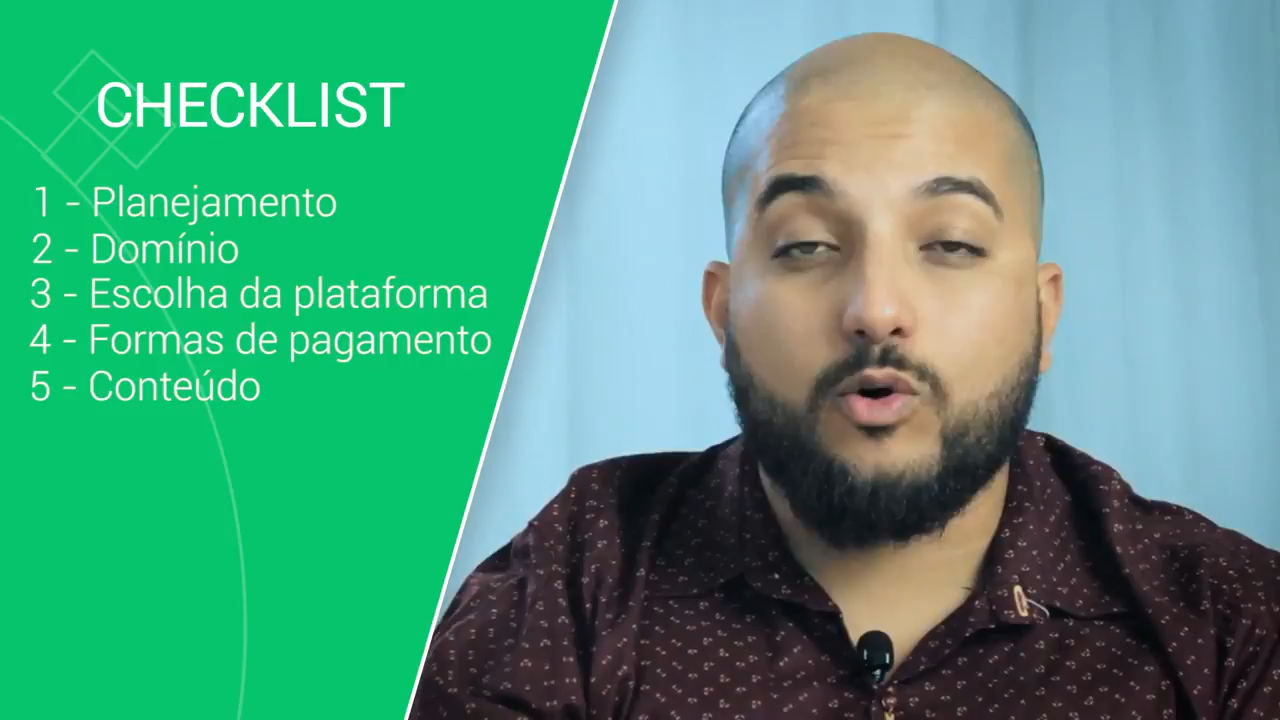 CHECKLIST
1 - Planejamento
2 - Domínio
3 - Escolha da plataforma
4 - Formas de pagamento
5 - Conteúdo